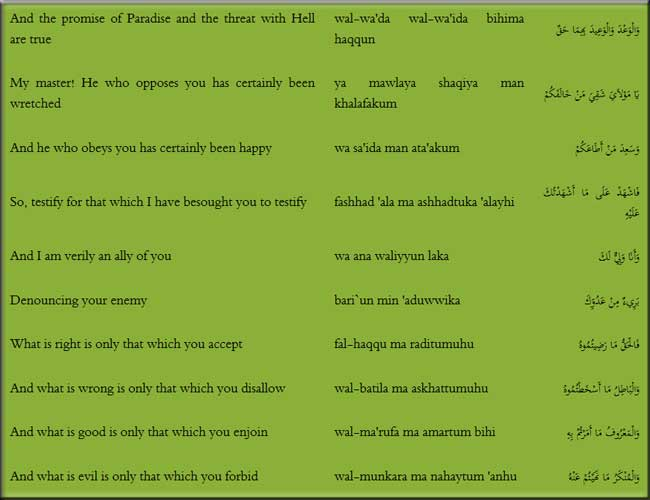 And the promise of Paradise and the threat with Hell wal-wa'da wal-wa'ida bihima وَالْوَعْدَ وَالْوَعِيدَ بِهِمَا حَقٌّ
are true haqqun
My master! He who opposes you has certainly been ya mawlaya shaqiya man يَا مَوْلاَيَ شَقِيَ مَنْ خَالَفَكُمْ
wretched khalafakum
And he who obeys you has certainly been happy wa sa'ida man ata'akum وَسَعِدَ مَنْ أَطَاعَكُمْ
So, testify for that which I have besought you to testify fashhad 'ala ma ashhadtuka 'alayhi فَاشْهَدْ عَلَى مَا أَشْهَدْتُكَ
عَلَيْهِ
And I am verily an ally of you wa ana waliyyun laka وَأَنَا وَلِيٌّ لَكَ
Denouncing your enemy bari`un min 'aduwwika بَرِيءٌ مِنْ عَدُوِّكَ
What is right is only that which you accept fal-haqqu ma raditumuhu فَالْحَقُّ مَا رَضِيتُمُوهُ
And what is wrong is only that which you disallow wal-batila ma askhattumuhu وَالْبَاطِلُ مَا أَسْخَطْتُمُوهُ
And what is good is only that which you enjoin wal-ma'rufa ma amartum bihi وَالْمَعْرُوفُ مَا أَمَرْتُمْ بِهِ
And what is evil is only that which you forbid wal-munkara ma nahaytum 'anhu وَالْمُنْكَرُ مَا نَهَيْتُمْ عَنْهُ